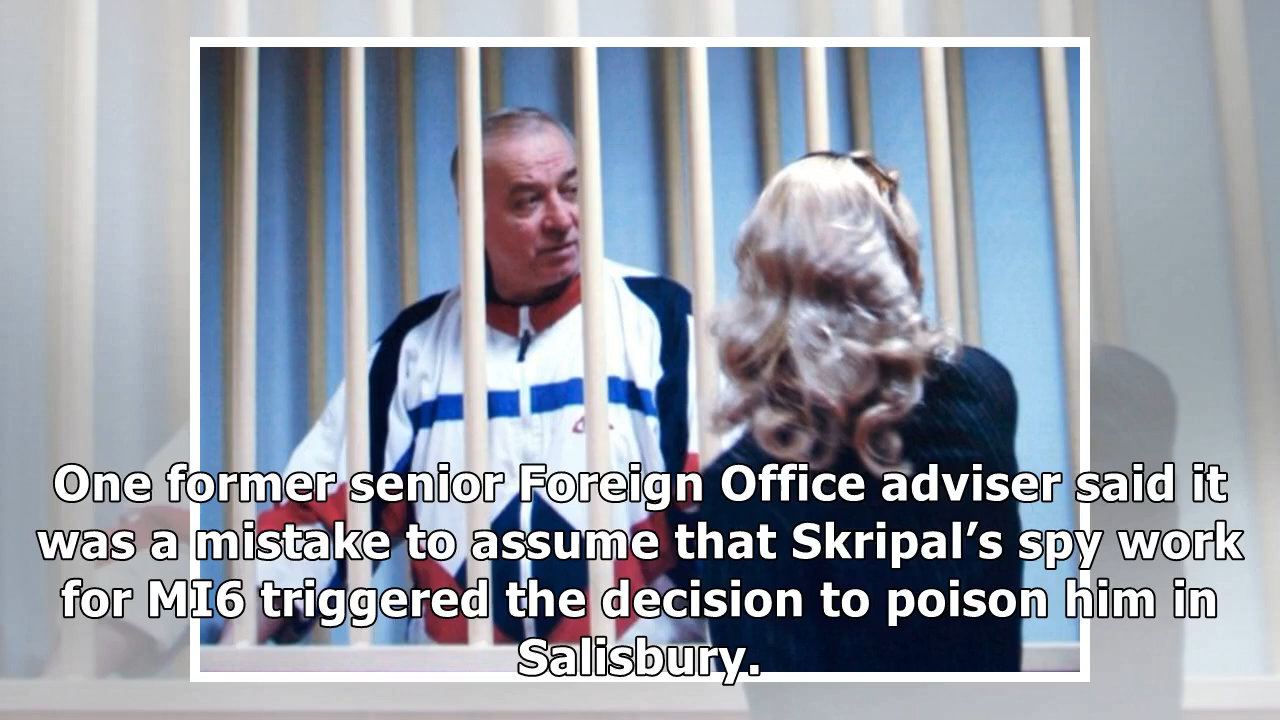 One former senior Foreign Office adviser said it
was a mistake to assume that Skripal’s spy work
for MI6 triggered the decision to poison him in
Salisbury.